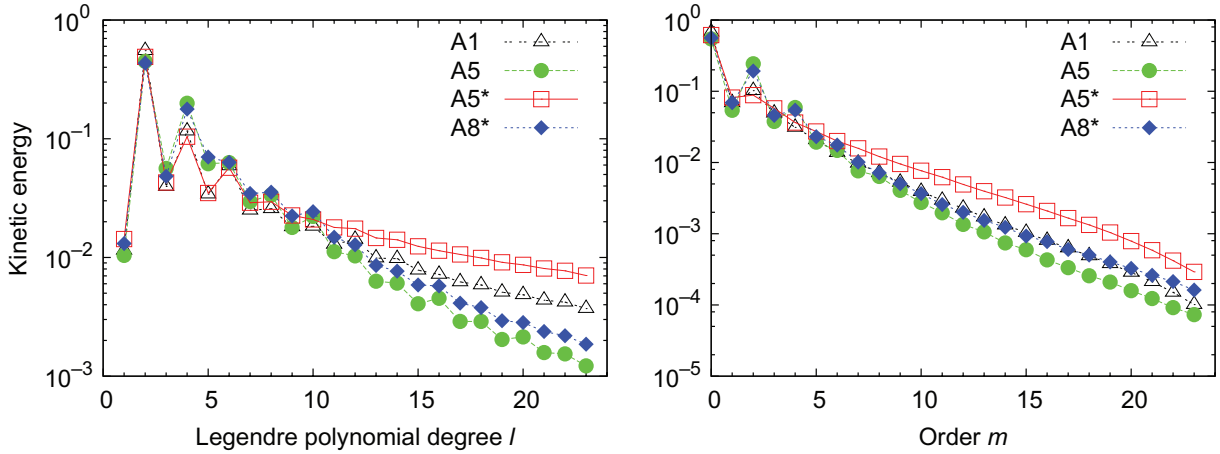 Kinetic energy
10^0
10^-1
10^-2
10^-3
0 5 10 15 20
Legendre polynomial degree l
A1
A5
A5*
A8*
10^0
10^-1
10^-2
10^-3
10^-4
10^-5
0 5 10 15 20
Order m
A1
A5
A5*
A8*